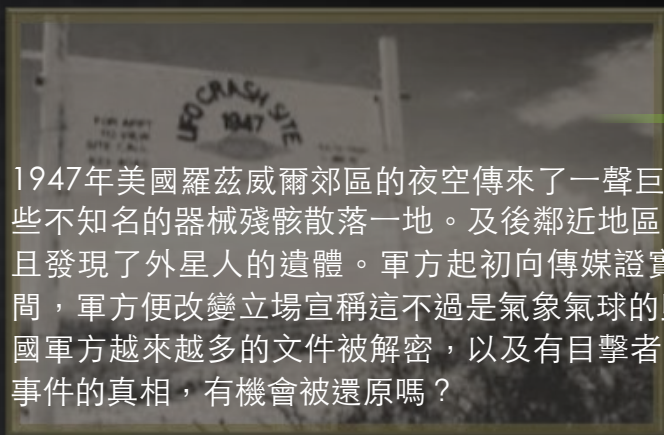 UFO CRASH SITE
1947
1947年美國羅茲威爾郊區的夜空傳來了一聲巨
些不知名的器械殘骸散落一地。及後鄰近地區
且發現了外星人的遺體。軍方起初向傳媒證實
間，軍方便改變立場宣稱這不過是氣象氣球的
國軍方越來越多的文件被解密，以及有目擊者
事件的真相，有機會被還原嗎？